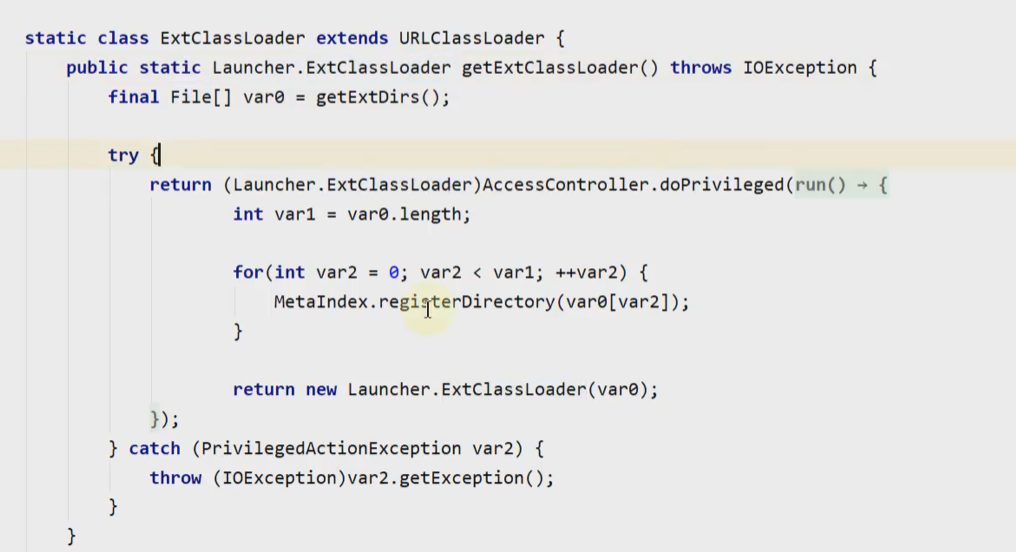 static class ExtClassLoader extends URLClassLoader {
public static Launcher.ExtClassLoader getExtClassLoader() throws IOException {
final File[] var0 = getExtDirs();
try {
return (Launcher.ExtClassLoader)AccessController.doPrivileged(run() → {
int var1 = var0.length;
for(int var2 = 0; var2 < var1; ++var2) {
MetaIndex.registerDirectory(var0[var2]);
}
return new Launcher.ExtClassLoader(var0);
});
} catch (PrivilegedActionException var2) {
throw (IOException)var2.getException();
}
}